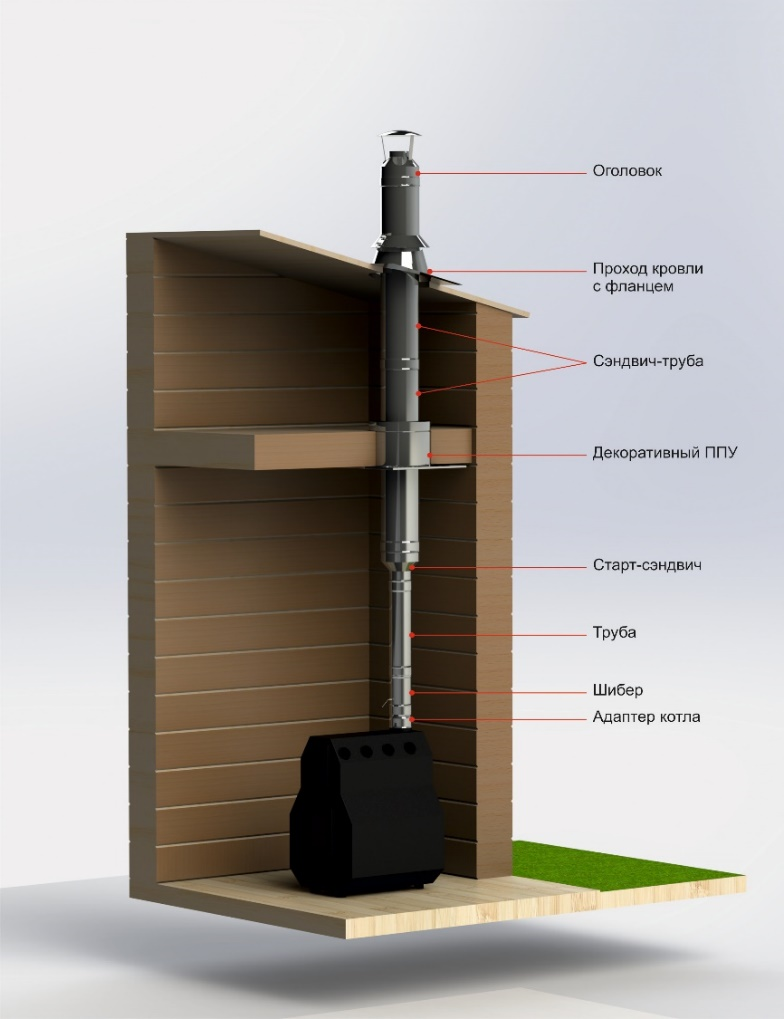 Оголовок
Проход кровли
с фланцем
Сэндвич-труба
Декоративный ППУ
Старт-сэндвич
Труба
Шибер
Адаптер котла